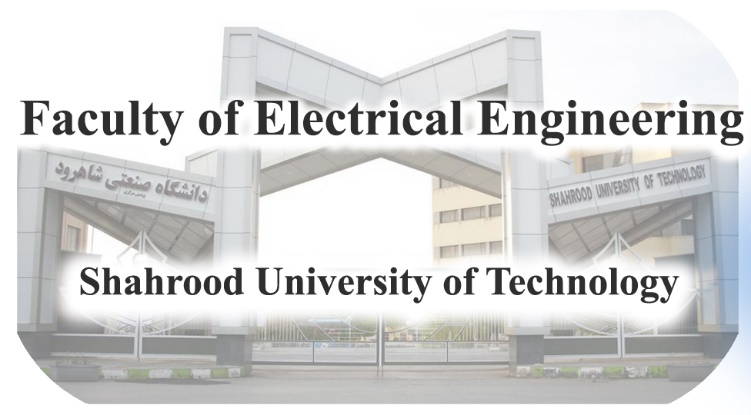 Faculty of Electrical Engineering
دانشگاه صنعتی شاهرود
SHAHROOD UNIVERSITY OF TECHNOLOGY
Shahrood University of Technology